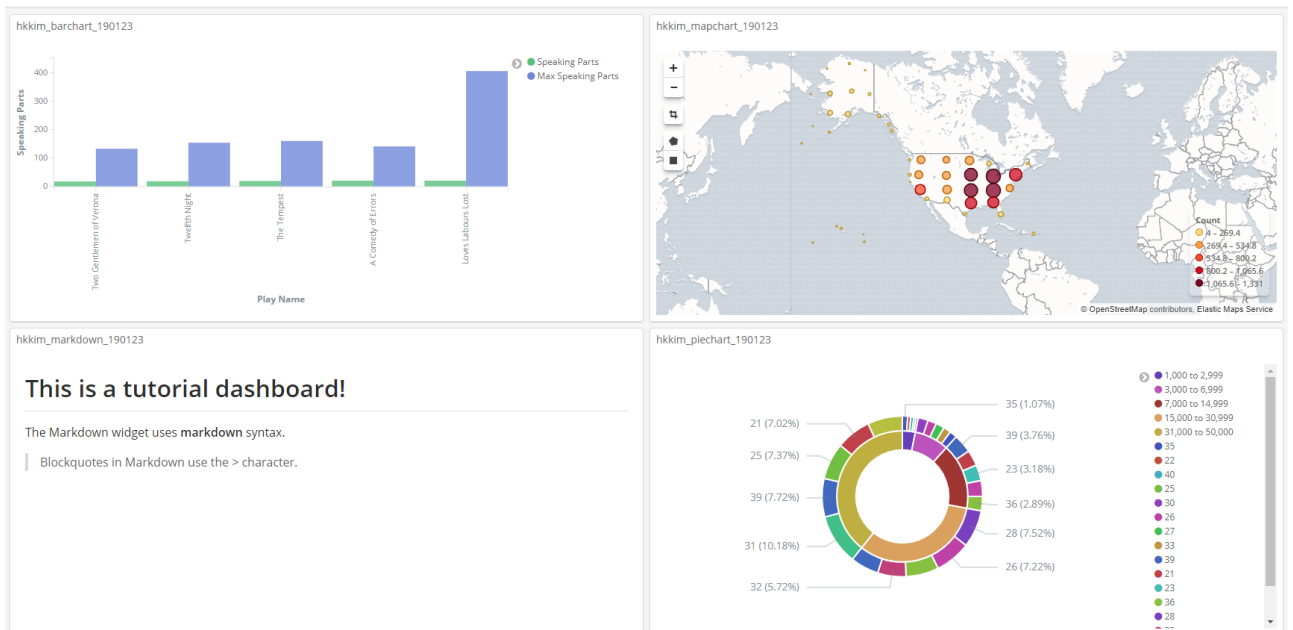 hkkim_barchart_190123
Speaking Parts
400
300
200
100
0
Two Gentlemen of Verona
Twelfth Night
The Tempest
A Comedy of Errors
Loves Labours Lost
Play Name
Speaking Parts
Max Speaking Parts
hkkim_mapchart_190123
+
−
Count
4 – 269.4
269.4 – 534.8
534.8 – 800.2
800.2 – 1,065.6
1,065.6 – 1,331
© OpenStreetMap contributors, Elastic Maps Service
hkkim_markdown_190123
This is a tutorial dashboard!
The Markdown widget uses markdown syntax.
Blockquotes in Markdown use the > character.
hkkim_piechart_190123
21 (7.02%)
25 (7.37%)
39 (7.72%)
31 (10.18%)
32 (5.72%)
35 (1.07%)
39 (3.76%)
23 (3.18%)
36 (2.89%)
28 (7.52%)
26 (7.22%)
1,000 to 2,999
3,000 to 6,999
7,000 to 14,999
15,000 to 30,999
31,000 to 50,000
35
22
40
25
30
26
27
33
39
21
23
36
28